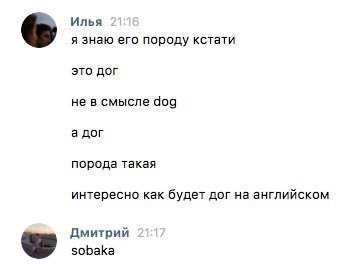 Илья 21:16
я знаю его породу кстати
это дог
не в смысле dog
а дог
порода такая
интересно как будет дог на английском
Дмитрий 21:17
sobaka